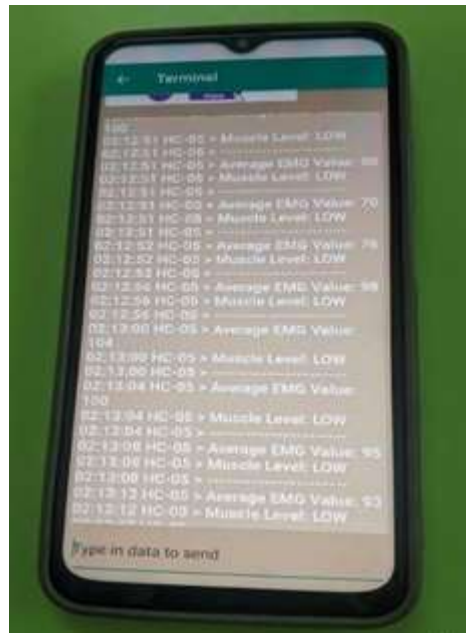 ← Terminal
100
02:12:51 HC-05 > Muscle Level: LOW
02:12:51 HC-05 > --------------------
02:12:51 HC-05 > Average EMG Value:
02:12:51 HC-05 > Muscle Level: LOW
02:12:51 HC-05 > --------------------
02:12:51 HC-05 > Average EMG Value: 70
02:12:51 HC-05 > Muscle Level: LOW
02:12:51 HC-05 > --------------------
02:12:52 HC-05 > Average EMG Value: 78
02:12:52 HC-05 > Muscle Level: LOW
02:12:52 HC-05 > --------------------
02:12:56 HC-05 > Average EMG Value: 98
02:12:56 HC-05 > Muscle Level: LOW
02:12:56 HC-05 > --------------------
02:13:00 HC-05 > Average EMG Value:
104
02:13:00 HC-05 > Muscle Level: LOW
02:13:00 HC-05 > --------------------
02:13:04 HC-05 > Average EMG Value:
100
02:13:04 HC-05 > Muscle Level: LOW
02:13:04 HC-05 > --------------------
02:13:08 HC-05 > Average EMG Value: 95
02:13:08 HC-05 > Muscle Level: LOW
02:13:08 HC-05 > --------------------
02:13:12 HC-05 > Average EMG Value: 93
02:13:12 HC-05 > Muscle Level: LOW
Type in data to send